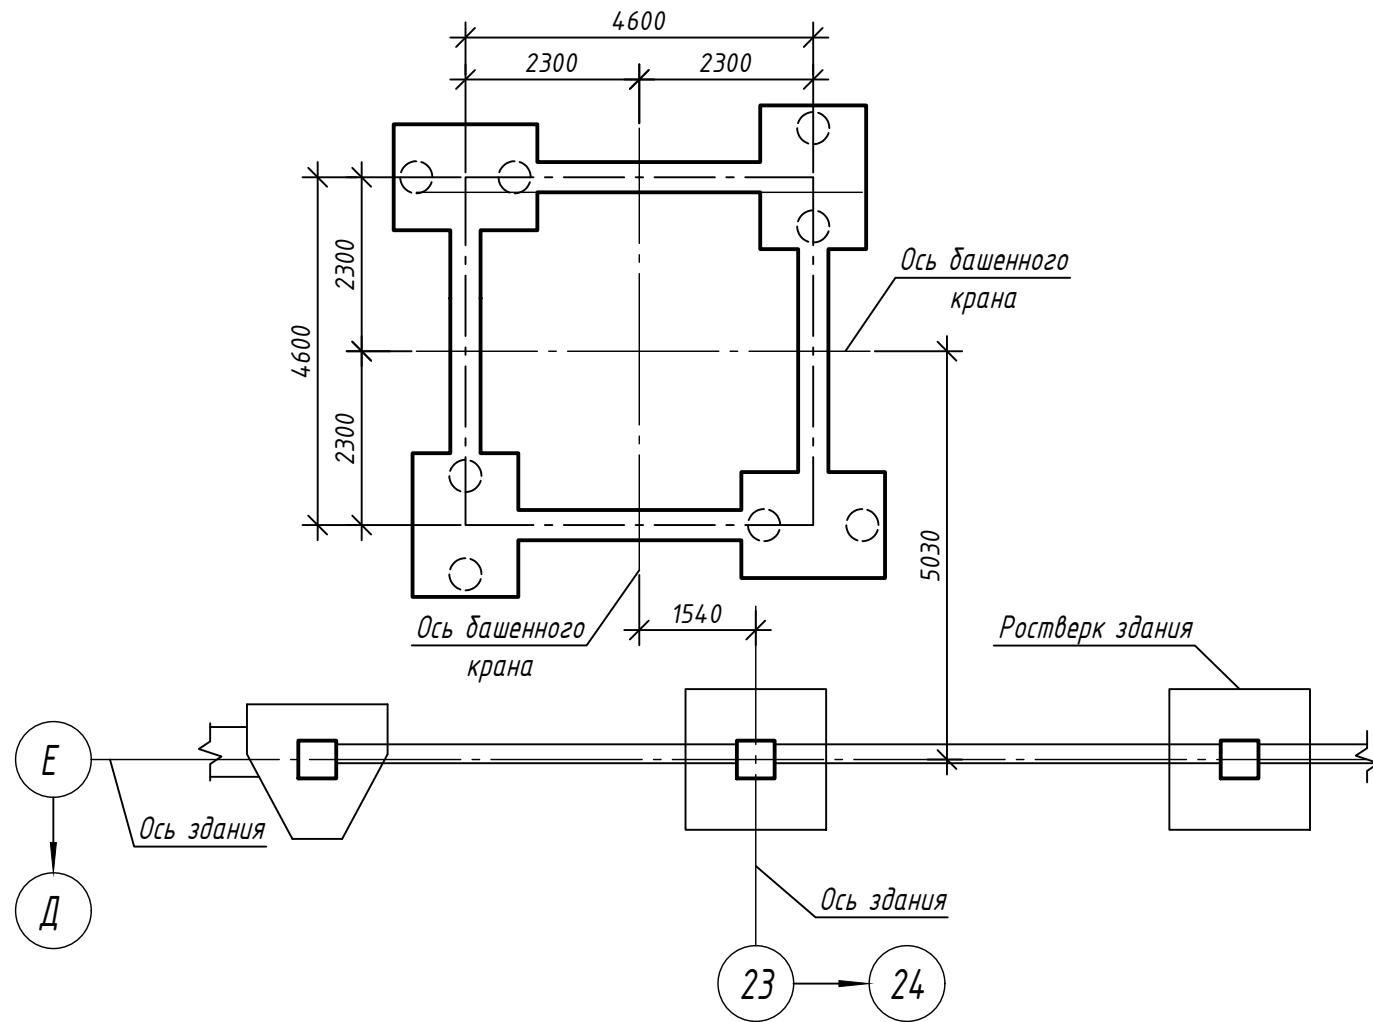 4600
2300
2300
2300
4600
2300
Ось башенного
крана
5030
Ось башенного
крана
1540
Ростверк здания
Е
Ось здания
Д
Ось здания
23
24